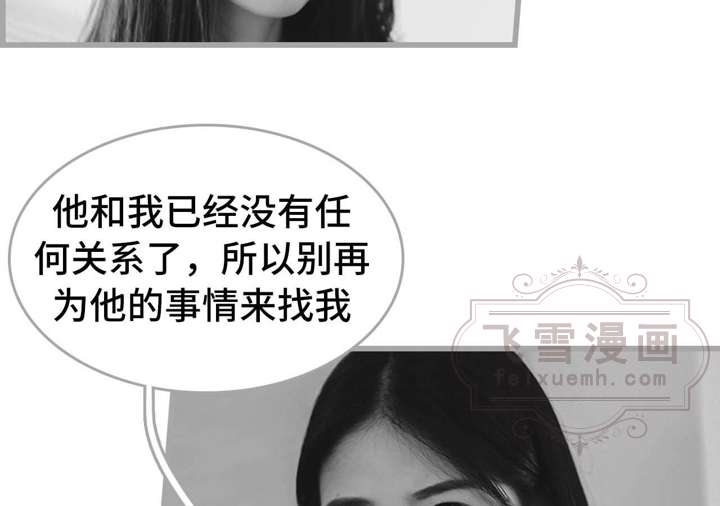 他和我已经没有任
何关系了，所以别再
为他的事情来找我
飞雪漫画
feixuemh.com